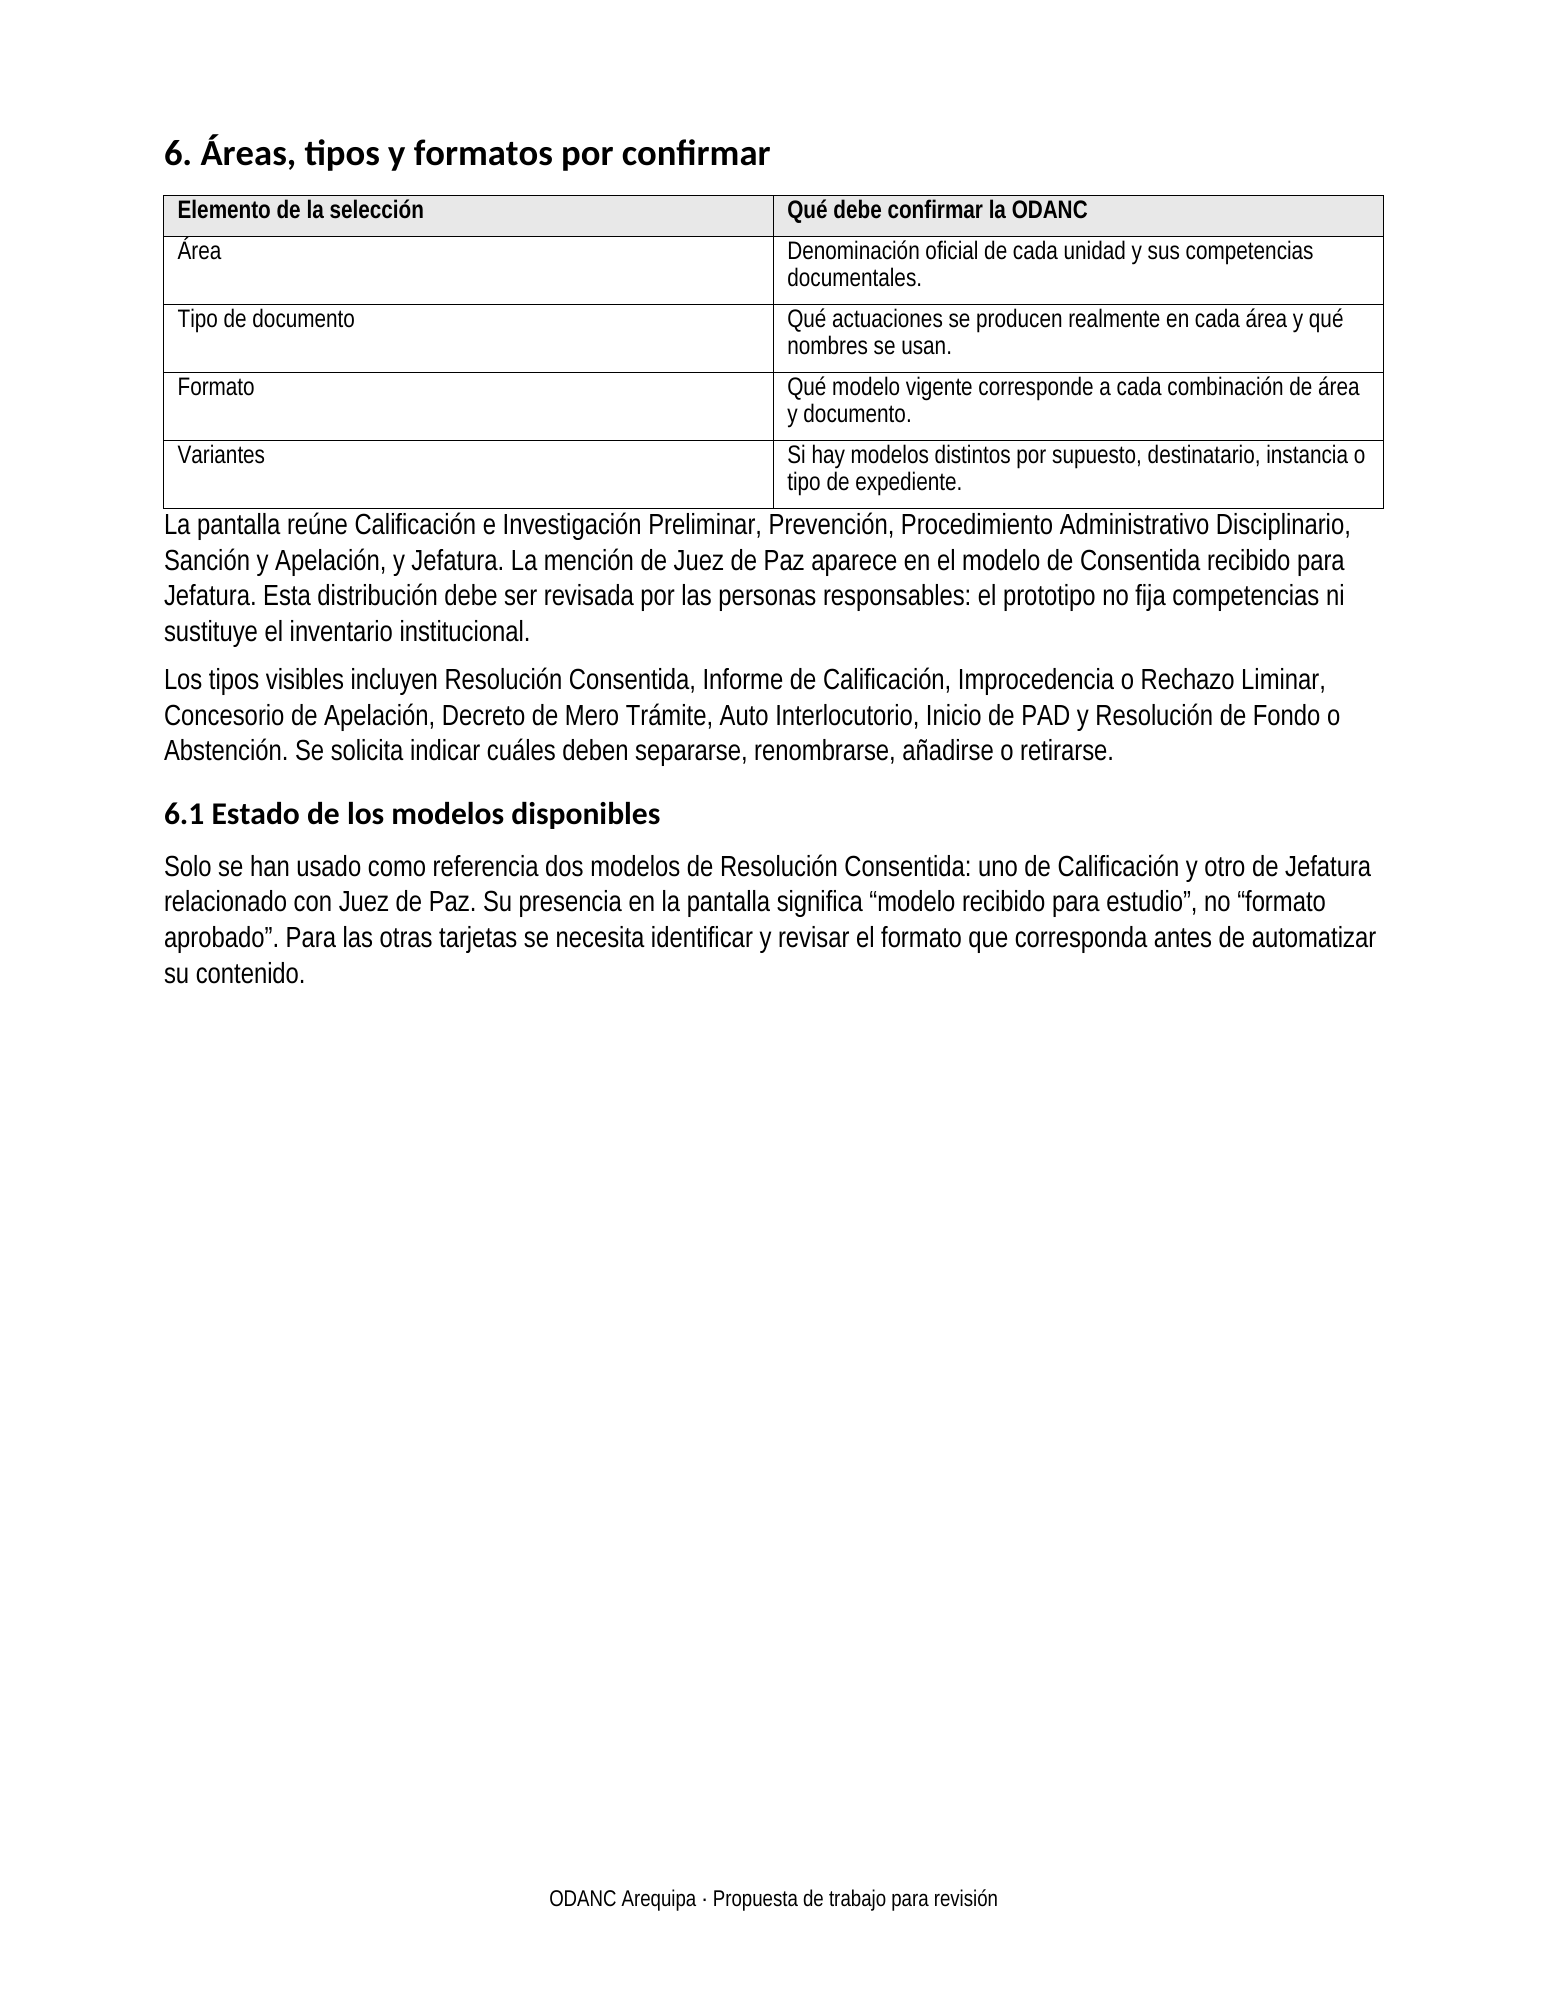 6. Áreas, tipos y formatos por confirmar
Elemento de la selección
Qué debe confirmar la ODANC
Área
Denominación oficial de cada unidad y sus competencias
documentales.
Tipo de documento
Qué actuaciones se producen realmente en cada área y qué
nombres se usan.
Formato
Qué modelo vigente corresponde a cada combinación de área
y documento.
Variantes
Si hay modelos distintos por supuesto, destinatario, instancia o
tipo de expediente.
La pantalla reúne Calificación e Investigación Preliminar, Prevención, Procedimiento Administrativo Disciplinario,
Sanción y Apelación, y Jefatura. La mención de Juez de Paz aparece en el modelo de Consentida recibido para
Jefatura. Esta distribución debe ser revisada por las personas responsables: el prototipo no fija competencias ni
sustituye el inventario institucional.
Los tipos visibles incluyen Resolución Consentida, Informe de Calificación, Improcedencia o Rechazo Liminar,
Concesorio de Apelación, Decreto de Mero Trámite, Auto Interlocutorio, Inicio de PAD y Resolución de Fondo o
Abstención. Se solicita indicar cuáles deben separarse, renombrarse, añadirse o retirarse.
6.1 Estado de los modelos disponibles
Solo se han usado como referencia dos modelos de Resolución Consentida: uno de Calificación y otro de Jefatura
relacionado con Juez de Paz. Su presencia en la pantalla significa “modelo recibido para estudio”, no “formato
aprobado”. Para las otras tarjetas se necesita identificar y revisar el formato que corresponda antes de automatizar
su contenido.
ODANC Arequipa · Propuesta de trabajo para revisión